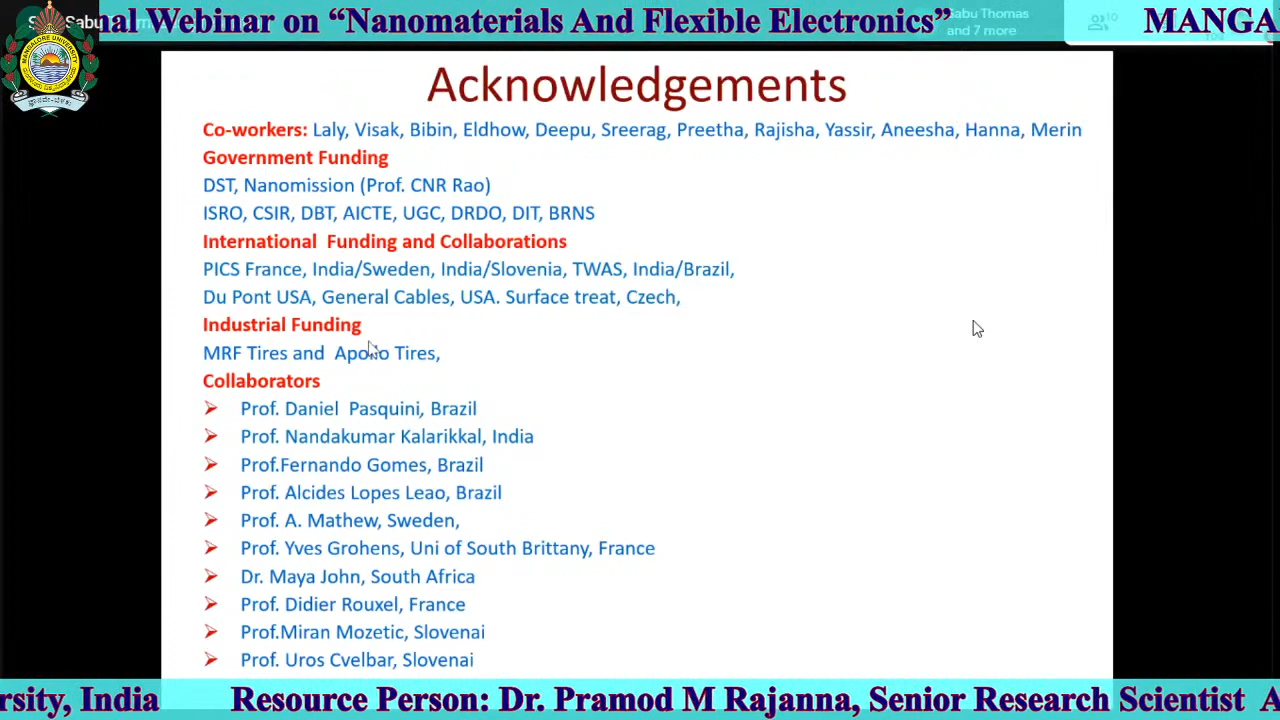 nal Webinar on “Nanomaterials And Flexible Electronics” MANGA
Sabu Thomas
and 7 more
10
Acknowledgements
Co-workers: Laly, Visak, Bibin, Eldhow, Deepu, Sreerag, Preetha, Rajisha, Yassir, Aneesha, Hanna, Merin
Government Funding
DST, Nanomission (Prof. CNR Rao)
ISRO, CSIR, DBT, AICTE, UGC, DRDO, DIT, BRNS
International Funding and Collaborations
PICS France, India/Sweden, India/Slovenia, TWAS, India/Brazil,
Du Pont USA, General Cables, USA. Surface treat, Czech,
Industrial Funding
MRF Tires and Apollo Tires,
Collaborators
Prof. Daniel Pasquini, Brazil
Prof. Nandakumar Kalarikkal, India
Prof.Fernando Gomes, Brazil
Prof. Alcides Lopes Leao, Brazil
Prof. A. Mathew, Sweden,
Prof. Yves Grohens, Uni of South Brittany, France
Dr. Maya John, South Africa
Prof. Didier Rouxel, France
Prof.Miran Mozetic, Slovenai
Prof. Uros Cvelbar, Slovenai
rsity, India Resource Person: Dr. Pramod M Rajanna, Senior Research Scientist A